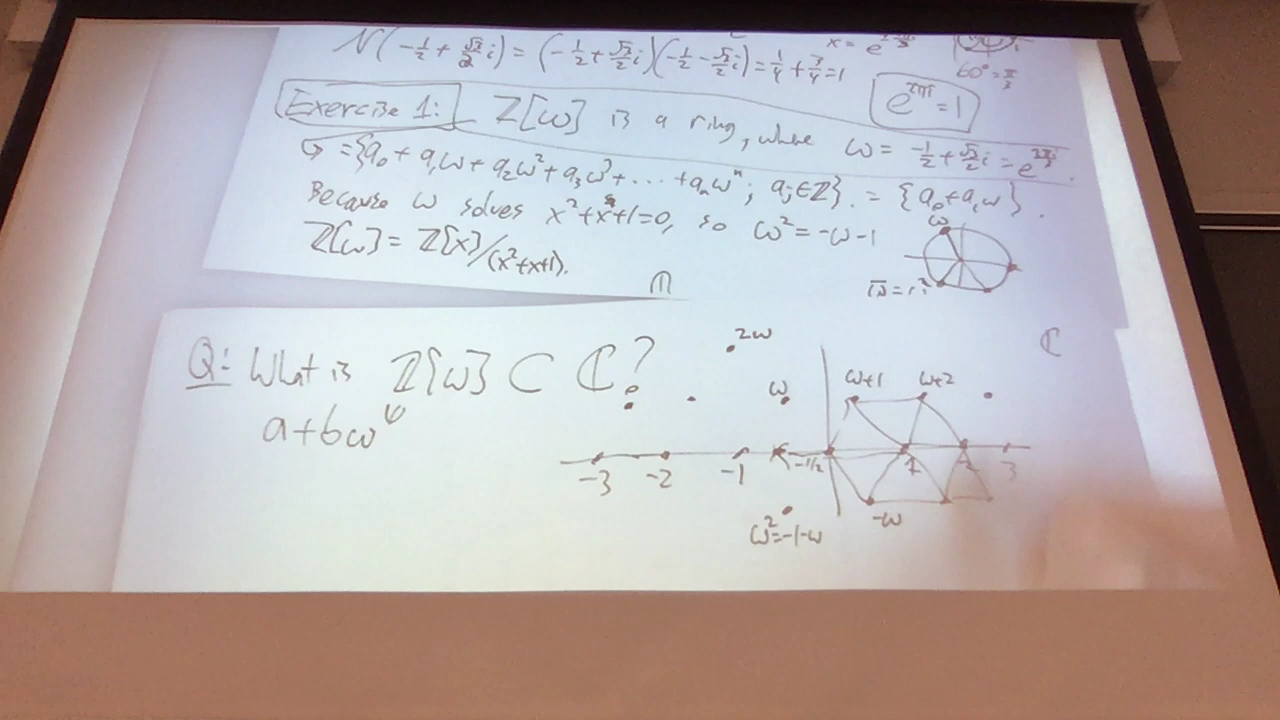 N(-1/2 + √3/2 i) = (-1/2 + √3/2 i)(-1/2 - √3/2 i) = 1/4 + 3/4 = 1
60° = π/3
e^{2πi} = 1
Exercise 1: Z[ω] is a ring, where ω = -1/2 + √3/2 i = e^{2πi/3}.
= {a₀ + a₁ω + a₂ω² + a₃ω³ + ... + aₙωⁿ; aᵢ ∈ Z}. = {a₀ + a₁ω}.
Because ω solves x² + x + 1 = 0, so ω² = -ω - 1
ω
Z[ω] = Z[x]/(x² + x + 1).
Q: What is Z[ω] ⊂ ℂ?
2ω
ℂ
a + bω
ω
ω+1
ω+2
-3 -2 -1 -1/2 1 2 3
ω² = -1-ω
-ω